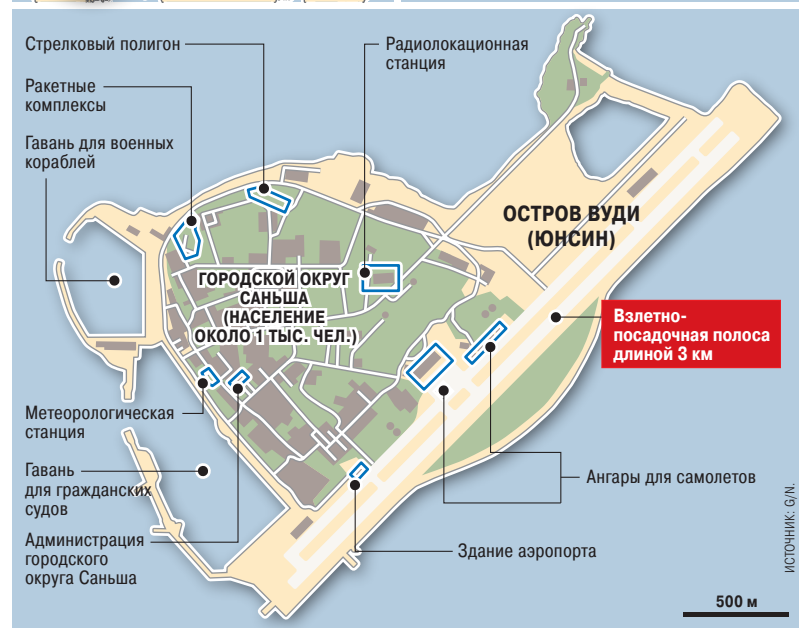 Стрелковый полигон
Радиолокационная
станция
Ракетные
комплексы
Гавань для военных
кораблей
ОСТРОВ ВУДИ
(ЮНСИН)
ГОРОДСКОЙ ОКРУГ
САНЬША
(НАСЕЛЕНИЕ
ОКОЛО 1 ТЫС. ЧЕЛ.)
Взлетно-
посадочная полоса
длиной 3 км
Метеорологическая
станция
Гавань
для гражданских
судов
Ангары для самолетов
Администрация
городского
округа Саньша
Здание аэропорта
ИСТОЧНИК: G/N.
500 м